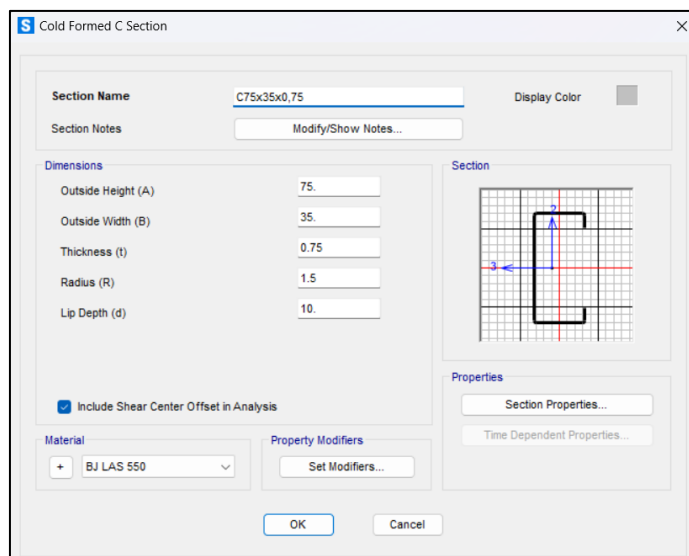 S Cold Formed C Section
Section Name C75x35x0,75 Display Color
Section Notes Modify/Show Notes...
Dimensions
Outside Height (A) 75.
Outside Width (B) 35.
Thickness (t) 0.75
Radius (R) 1.5
Lip Depth (d) 10.
Include Shear Center Offset in Analysis
Section
2
3
Properties
Section Properties...
Time Dependent Properties...
Material
+ BJ LAS 550
Property Modifiers
Set Modifiers...
OK Cancel